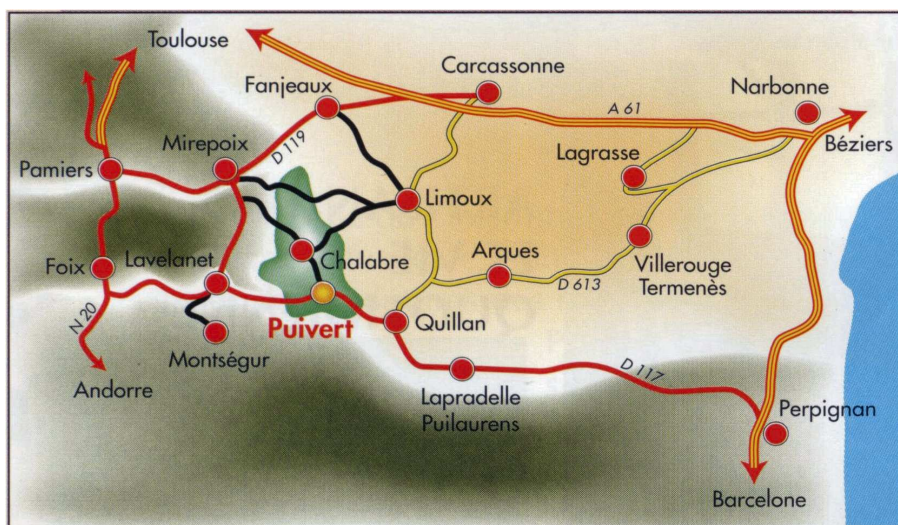 Toulouse
Carcassonne
Fanjeaux
Narbonne
A 61
Mirepoix
D 119
Béziers
Lagrasse
Pamiers
Limoux
Chalabre
Arques
Villerouge
Termenès
Foix
Lavelanet
D 613
N 20
Puivert
Quillan
Montségur
D 117
Andorre
Lapradelle
Puilaurens
Perpignan
Barcelone